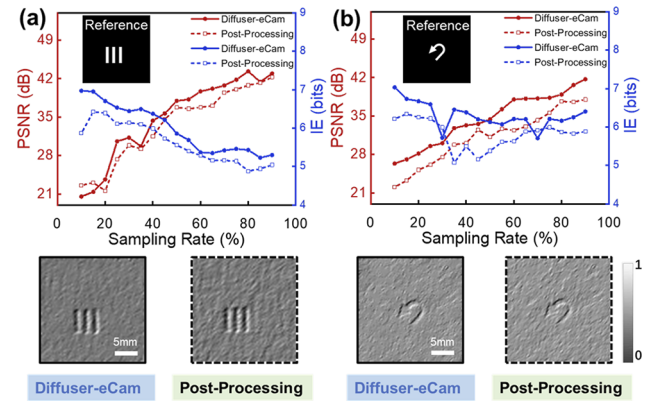 (a)
Reference
Diffuser-eCam
Post-Processing
Diffuser-eCam
Post-Processing
PSNR (dB)
49
42
35
28
21
9
8
7
6
5
4
IE (bits)
0 20 40 60 80 100
Sampling Rate (%)
5mm
Diffuser-eCam
Post-Processing
(b)
Reference
Diffuser-eCam
Post-Processing
Diffuser-eCam
Post-Processing
PSNR (dB)
49
42
35
28
21
9
8
7
6
5
4
IE (bits)
0 20 40 60 80 100
Sampling Rate (%)
5mm
1
0
Diffuser-eCam
Post-Processing